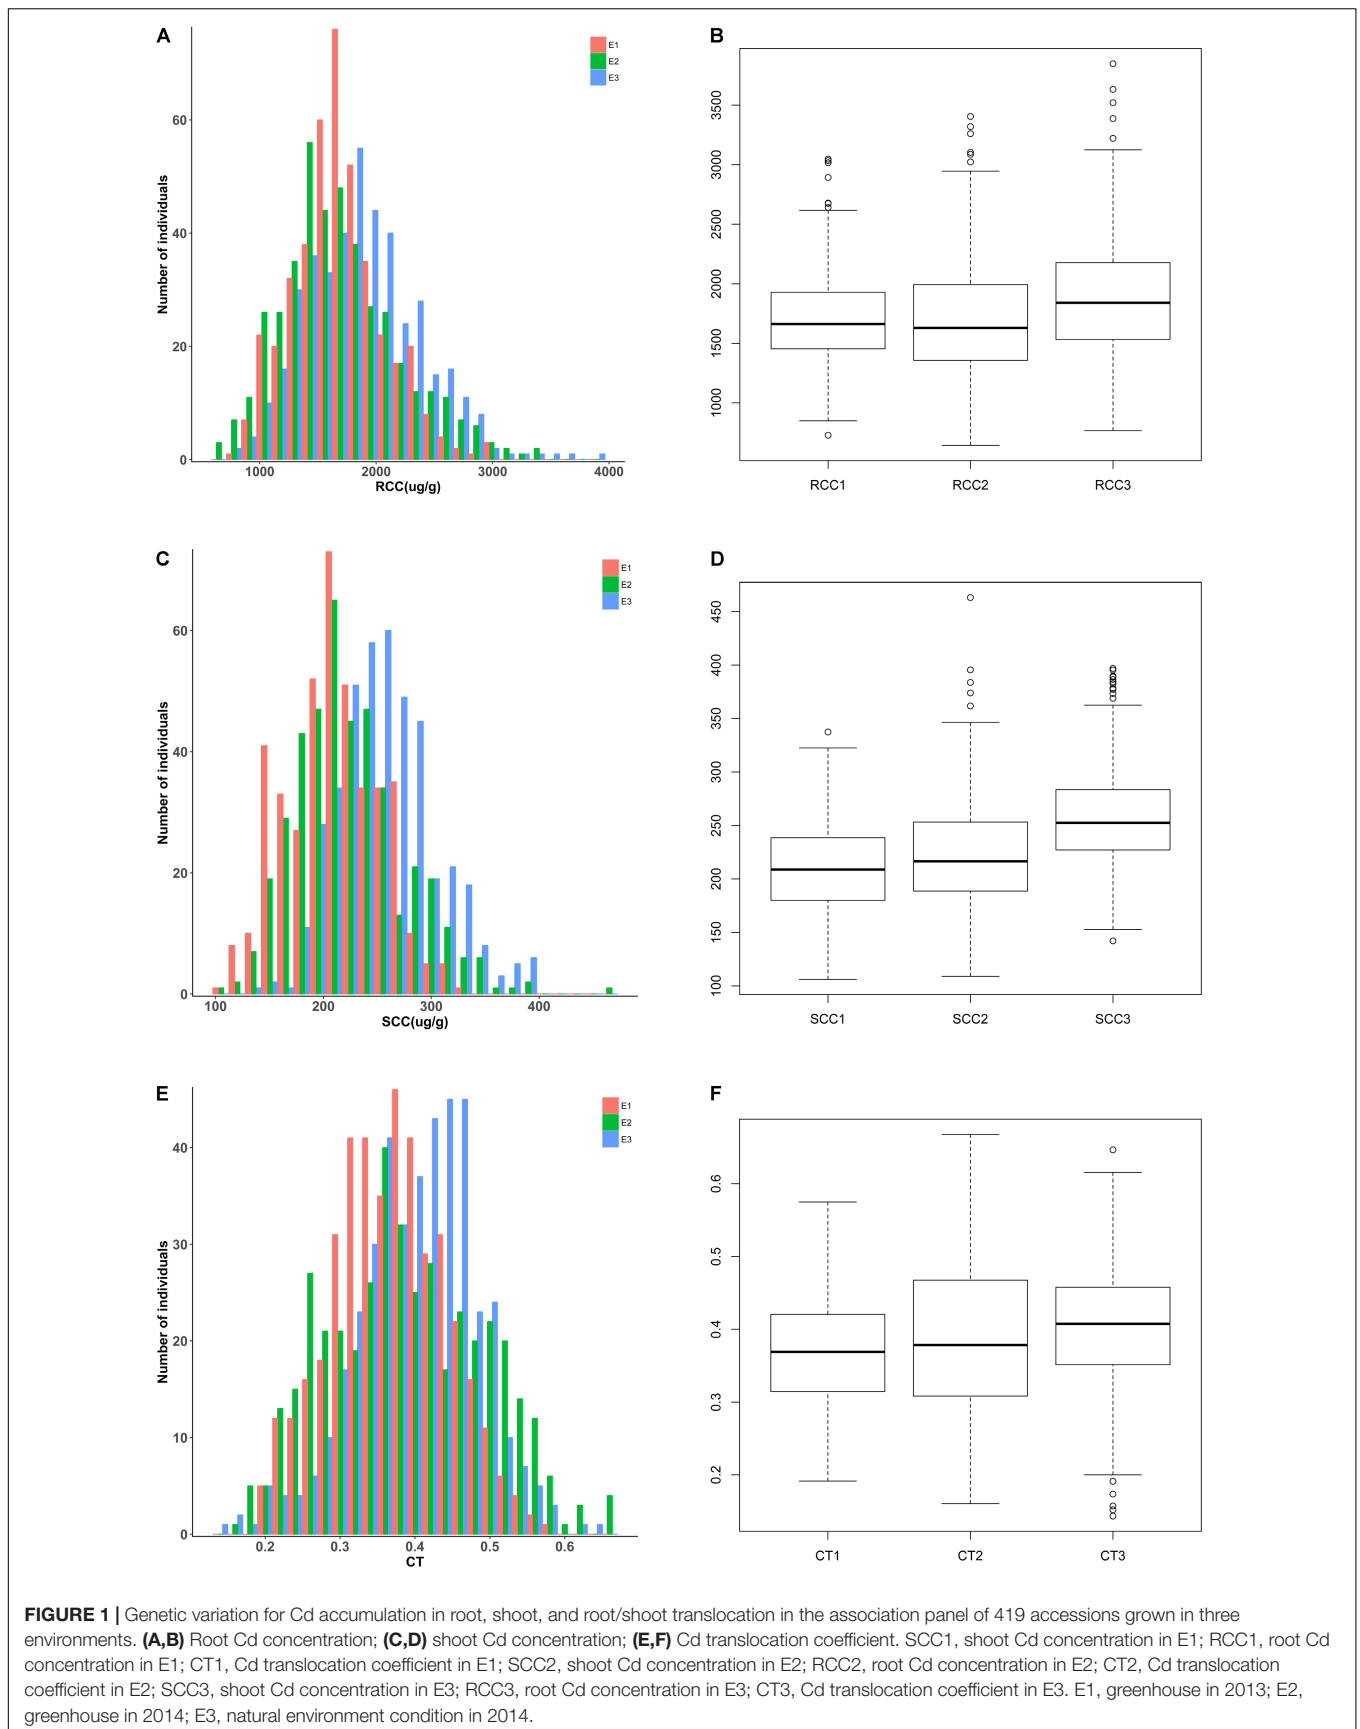 A
E1
E2
E3
Number of individuals
60
40
20
0
1000 2000 3000 4000
RCC(ug/g)
B
3500
3000
2500
2000
1500
1000
RCC1 RCC2 RCC3
C
E1
E2
E3
Number of individuals
60
40
20
0
100 200 300 400
SCC(ug/g)
D
450
400
350
300
250
200
150
100
SCC1 SCC2 SCC3
E
E1
E2
E3
Number of individuals
40
30
20
10
0
0.2 0.3 0.4 0.5 0.6
CT
F
0.6
0.5
0.4
0.3
0.2
CT1 CT2 CT3
FIGURE 1 | Genetic variation for Cd accumulation in root, shoot, and root/shoot translocation in the association panel of 419 accessions grown in three
environments. (A,B) Root Cd concentration; (C,D) shoot Cd concentration; (E,F) Cd translocation coefficient. SCC1, shoot Cd concentration in E1; RCC1, root Cd
concentration in E1; CT1, Cd translocation coefficient in E1; SCC2, shoot Cd concentration in E2; RCC2, root Cd concentration in E2; CT2, Cd translocation
coefficient in E2; SCC3, shoot Cd concentration in E3; RCC3, root Cd concentration in E3; CT3, Cd translocation coefficient in E3. E1, greenhouse in 2013; E2,
greenhouse in 2014; E3, natural environment condition in 2014.